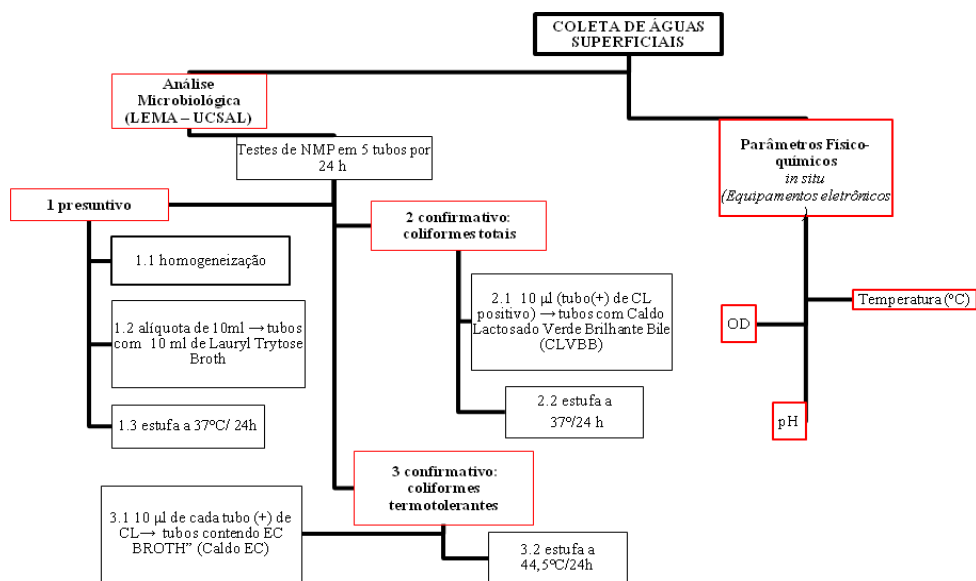 COLETA DE ÁGUAS
SUPERFICIAIS
Análise
Microbiológica
(LEMA – UCSAL)
Testes de NMP em 5 tubos por
24 h
Parâmetros Físico-
químicos
in situ
(Equipamentos eletrônicos
)
1 presuntivo
1.1 homogeneização
1.2 alíquota de 10ml → tubos
com 10 ml de Lauryl Trytose
Broth
1.3 estufa a 37ºC/ 24h
2 confirmativo:
coliformes totais
2.1 10 µl (tubo(+) de CL
positivo) → tubos com Caldo
Lactosado Verde Brilhante Bile
(CLVBB)
2.2 estufa a
37º/24 h
Temperatura (ºC)
OD
pH
3 confirmativo:
coliformes
termotolerantes
3.1 10 µl de cada tubo (+) de
CL→ tubos contendo EC
BROTH” (Caldo EC)
3.2 estufa a
44,5ºC/24h